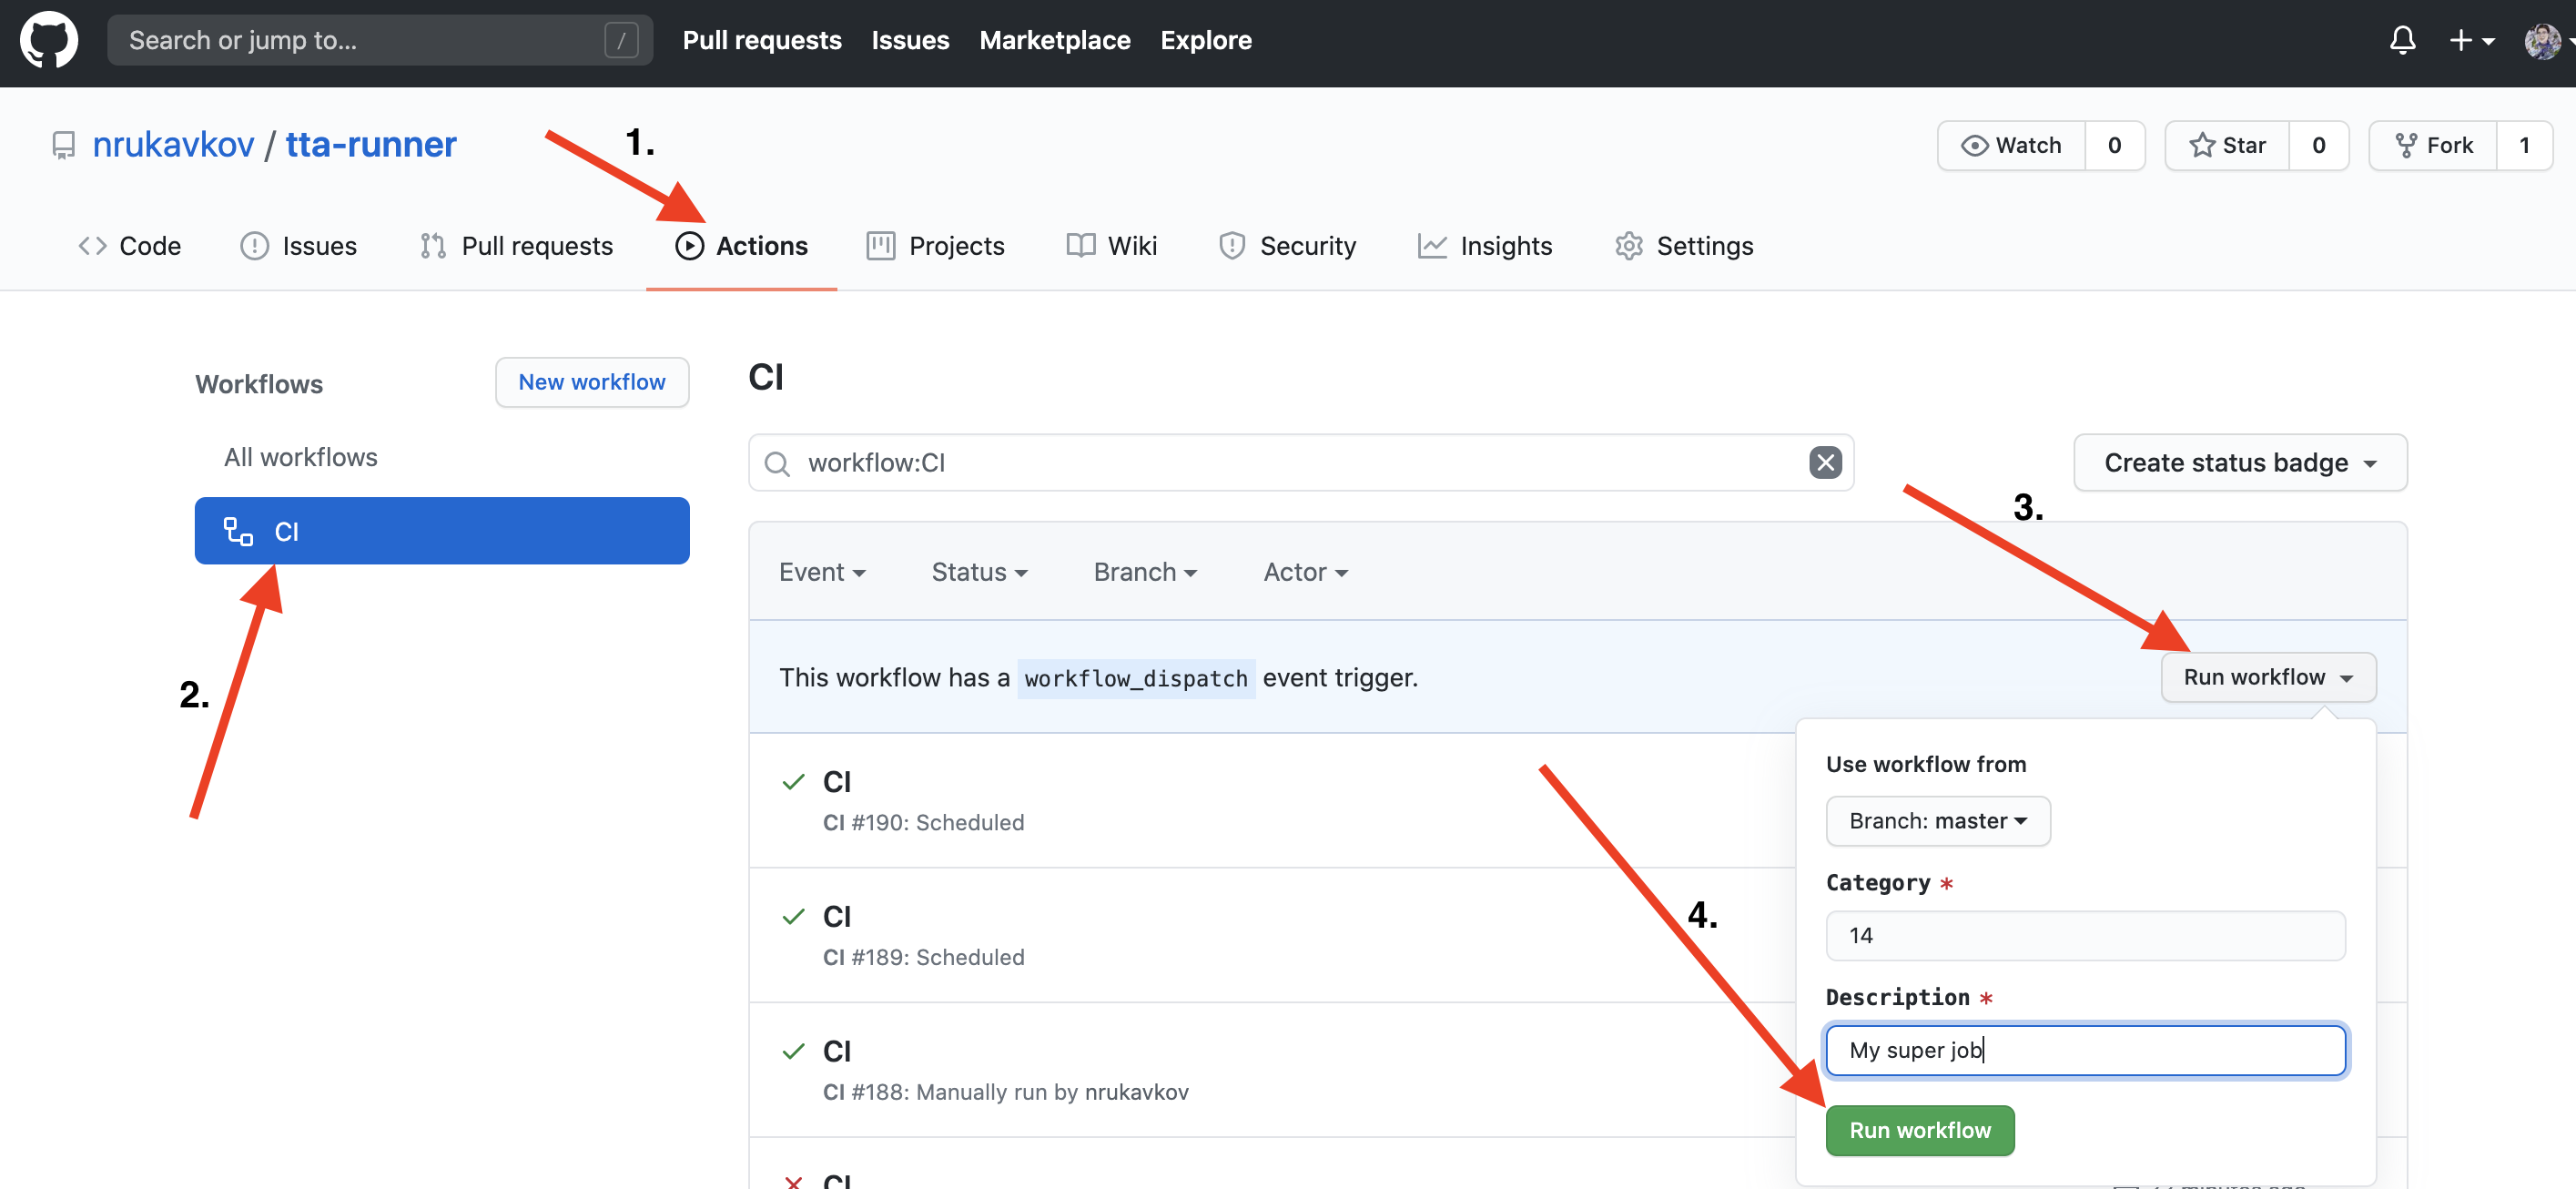 Search or jump to... / Pull requests Issues Marketplace Explore
nrukavkov / tta-runner 1. Watch 0 Star 0 Fork 1
Code Issues Pull requests Actions Projects Wiki Security Insights Settings
Workflows New workflow
All workflows
CI
2.
CI
workflow:CI Create status badge
3.
Event Status Branch Actor
This workflow has a workflow_dispatch event trigger. Run workflow
CI
CI #190: Scheduled
CI
CI #189: Scheduled
CI
CI #188: Manually run by nrukavkov
CI
4.
Use workflow from
Branch: master
Category *
14
Description *
My super job
Run workflow